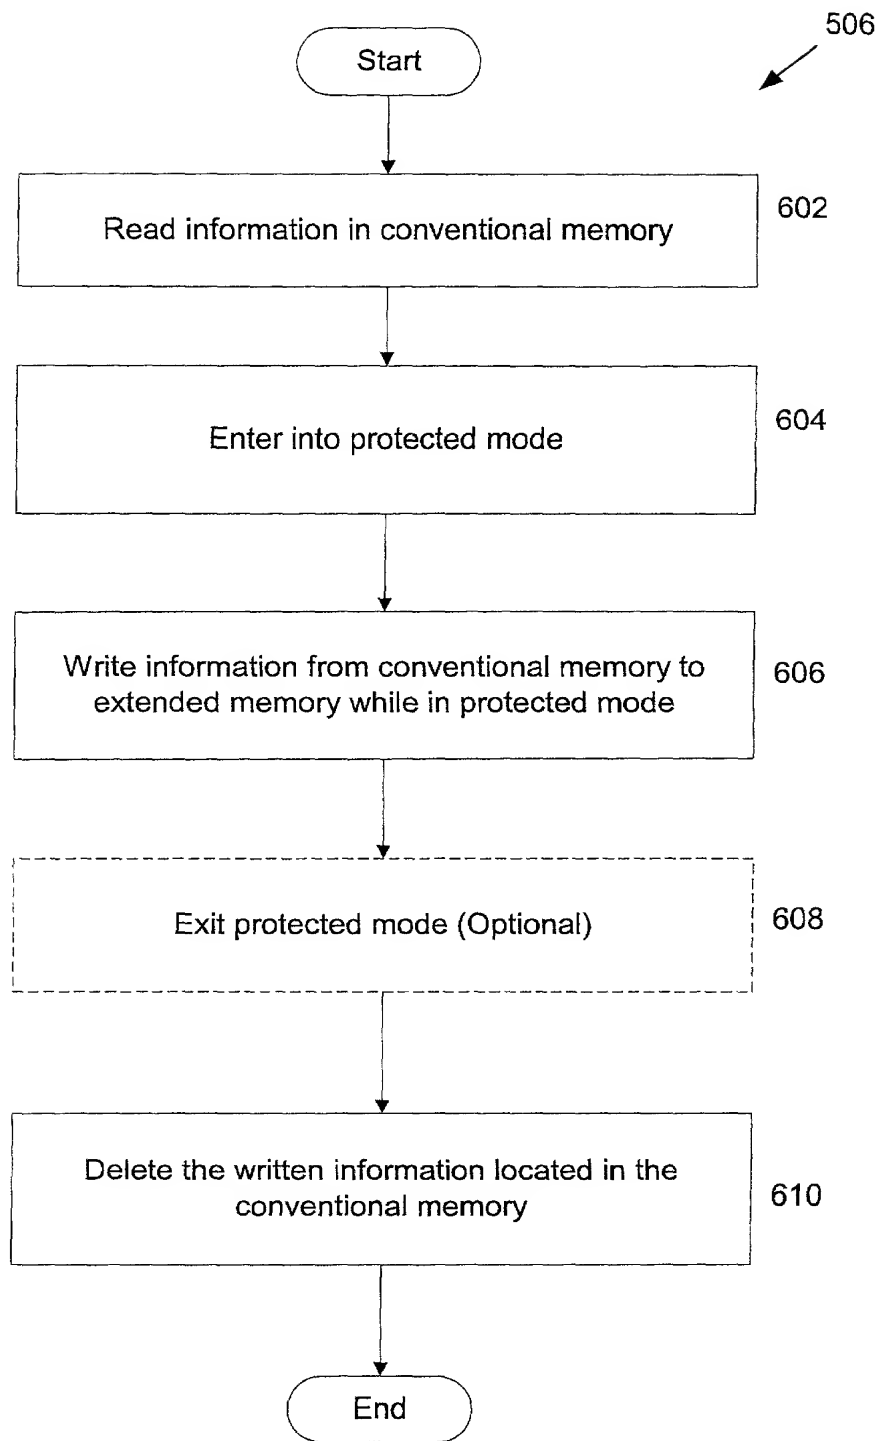 506
Start
Read information in conventional memory
602
Enter into protected mode
604
Write information from conventional memory to
extended memory while in protected mode
606
Exit protected mode (Optional)
608
Delete the written information located in the
conventional memory
610
End